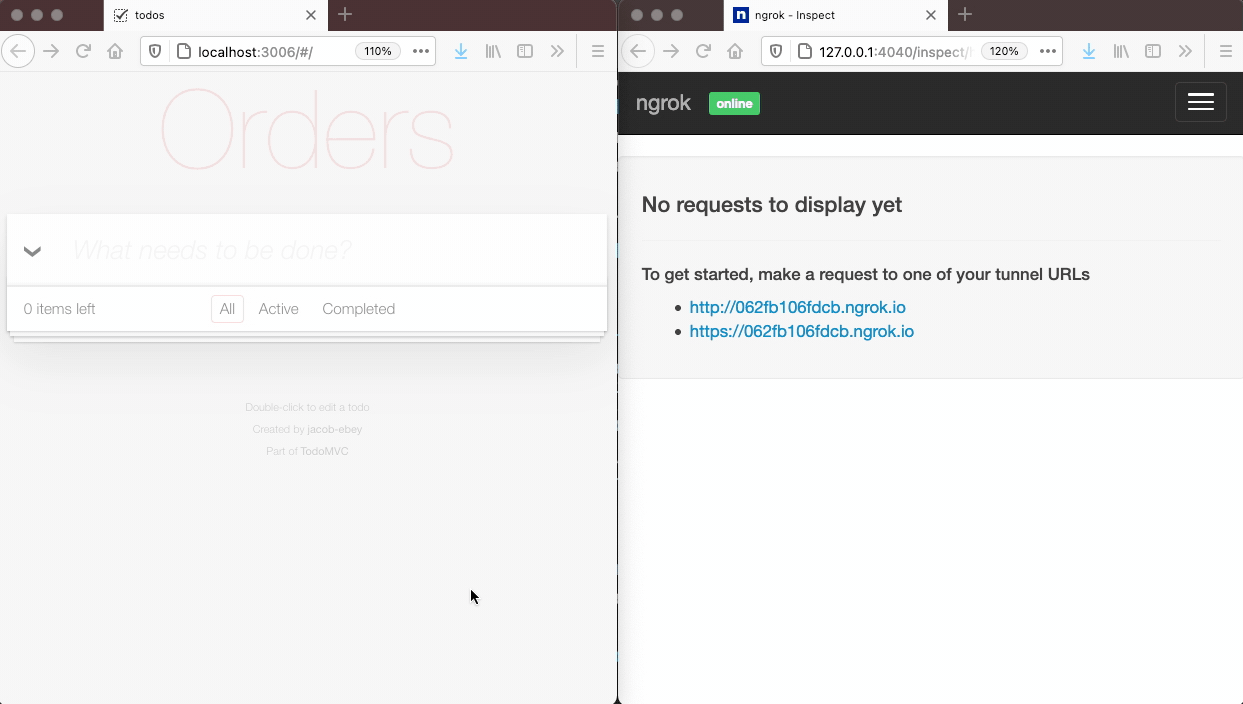 todos
localhost:3006/#/
110%
Orders
What needs to be done?
0 items left
All
Active
Completed
Double-click to edit a todo
Created by jacob-ebey
Part of TodoMVC
n
ngrok - Inspect
127.0.0.1:4040/inspect/
120%
ngrok
online
No requests to display yet
To get started, make a request to one of your tunnel URLs
http://062fb106fdcb.ngrok.io
https://062fb106fdcb.ngrok.io